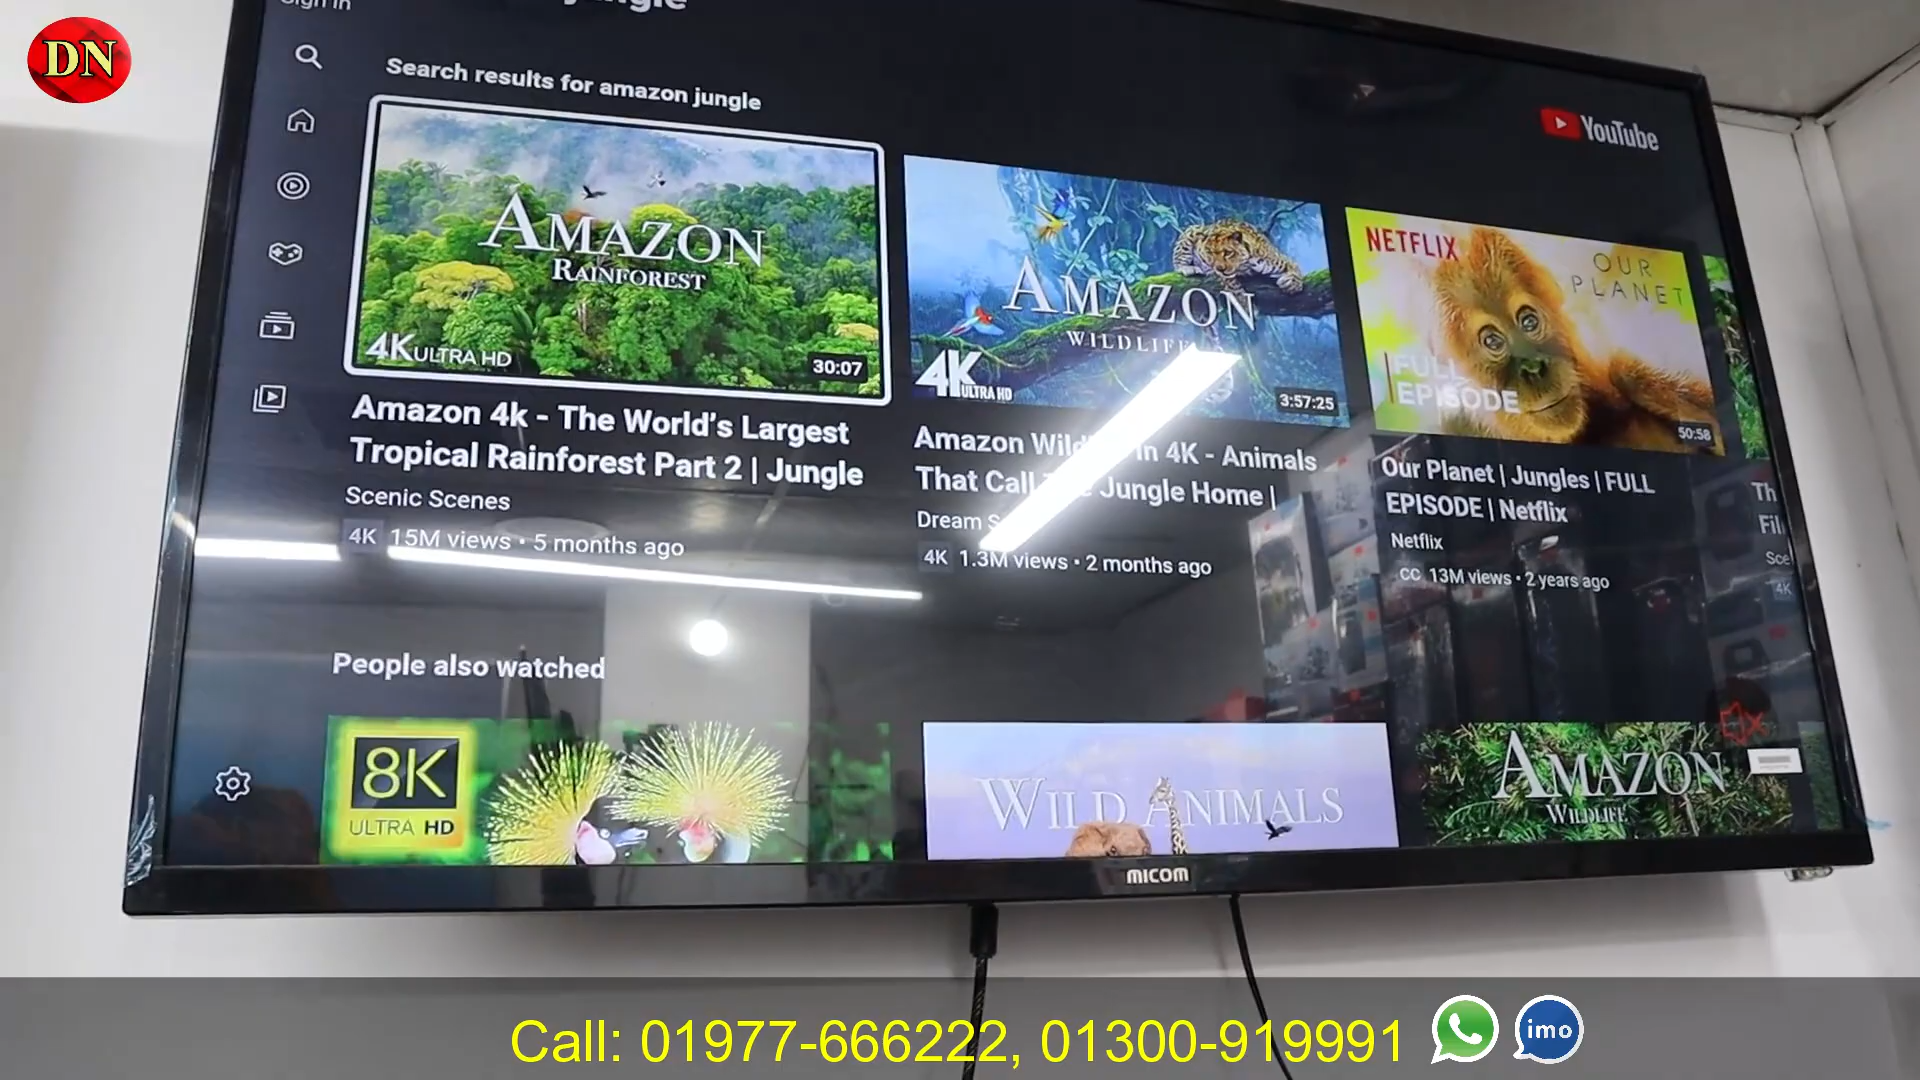 Sign in
DN
Search results for amazon jungle
YouTube
AMAZON
RAINFOREST
4K ULTRA HD
30:07
AMAZON
WILDLIFE
4K ULTRA HD
3:57:25
NETFLIX
OUR
PLANET
FULL
EPISODE
50:58
Amazon 4k - The World's Largest
Tropical Rainforest Part 2 | Jungle
Scenic Scenes
4K 15M views • 5 months ago
Amazon in 4K - Animals
That Call Jungle Home |
Dream
4K 1.3M views • 2 months ago
Our Planet | Jungles | FULL
EPISODE | Netflix
Netflix
CC 13M views • 2 years ago
4K
People also watched
8K
ULTRA HD
WILD ANIMALS
AMAZON
WILDLIFE
MICOM
Call: 01977-666222, 01300-919991
imo